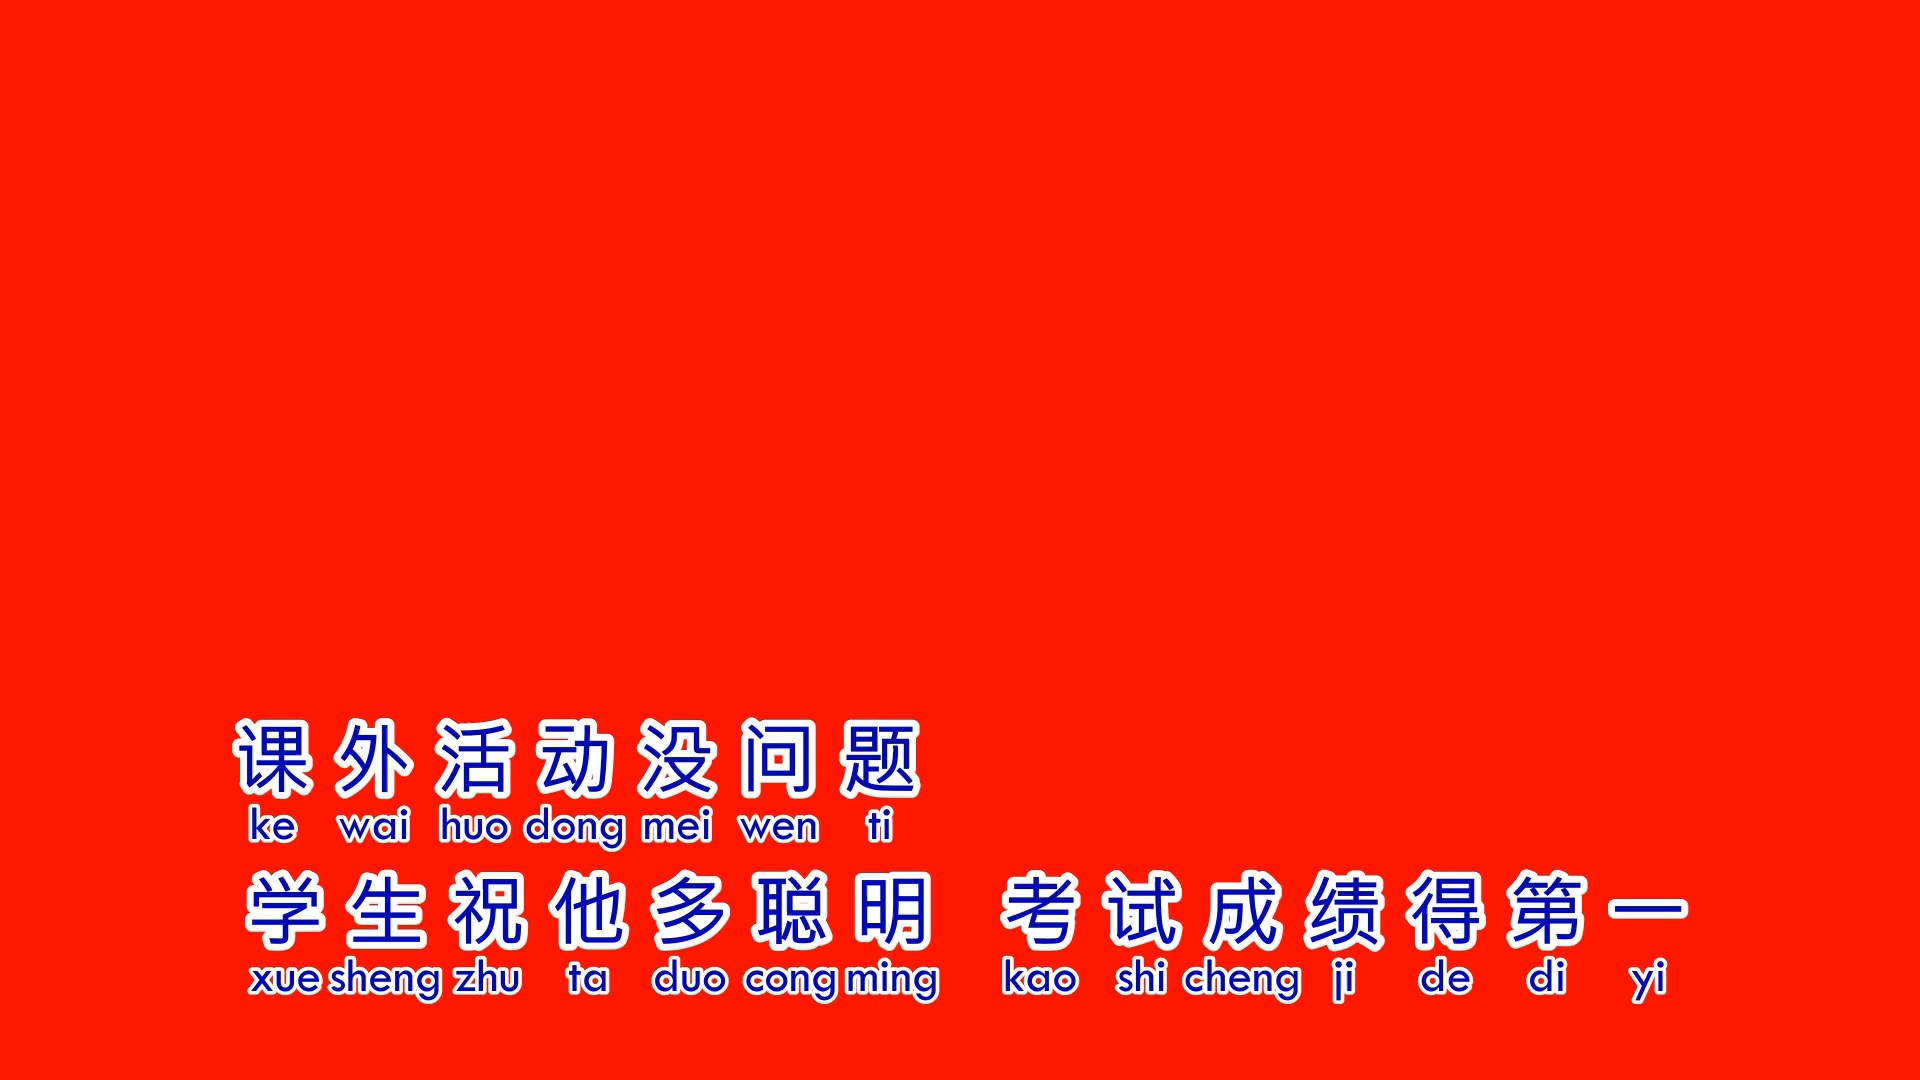 课外活动没问题
ke wai huo dong mei wen ti
学生祝他多聪明 考试成绩得第一
xue sheng zhu ta duo cong ming kao shi cheng ji de di yi